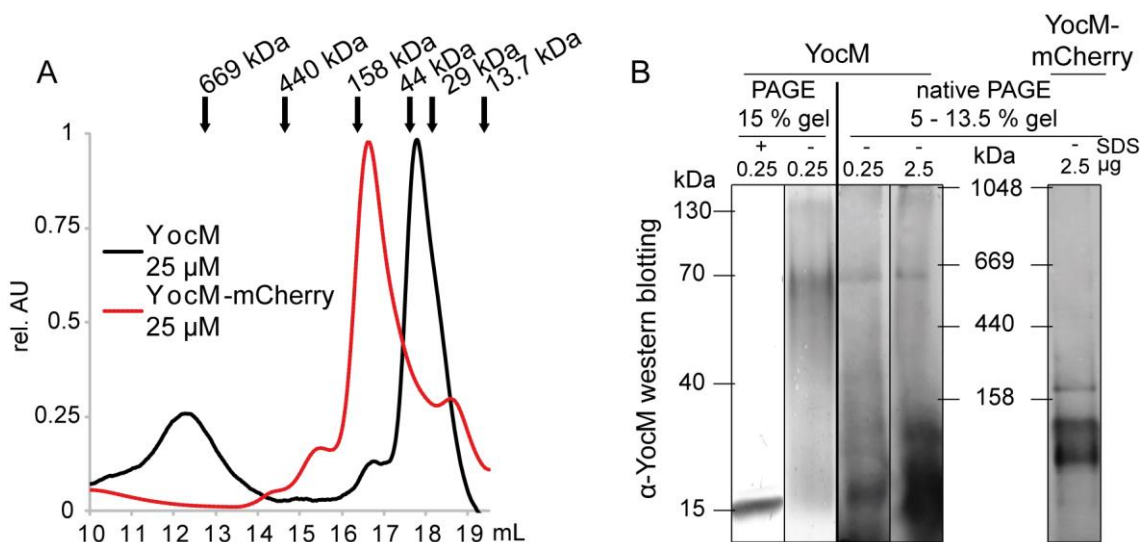 A
669 kDa
440 kDa
158 kDa
44 kDa
29 kDa
13.7 kDa
1
0.75
0.5
0.25
0
rel. AU
YocM
25 µM
YocM-mCherry
25 µM
10 11 12 13 14 15 16 17 18 19 mL
B
YocM
YocM-
mCherry
PAGE
15 % gel
native PAGE
5 - 13.5 % gel
+ - - - - SDS
0.25 0.25 0.25 2.5 2.5 µg
kDa
130
70
40
15
kDa
1048
669
440
158
α-YocM western blotting